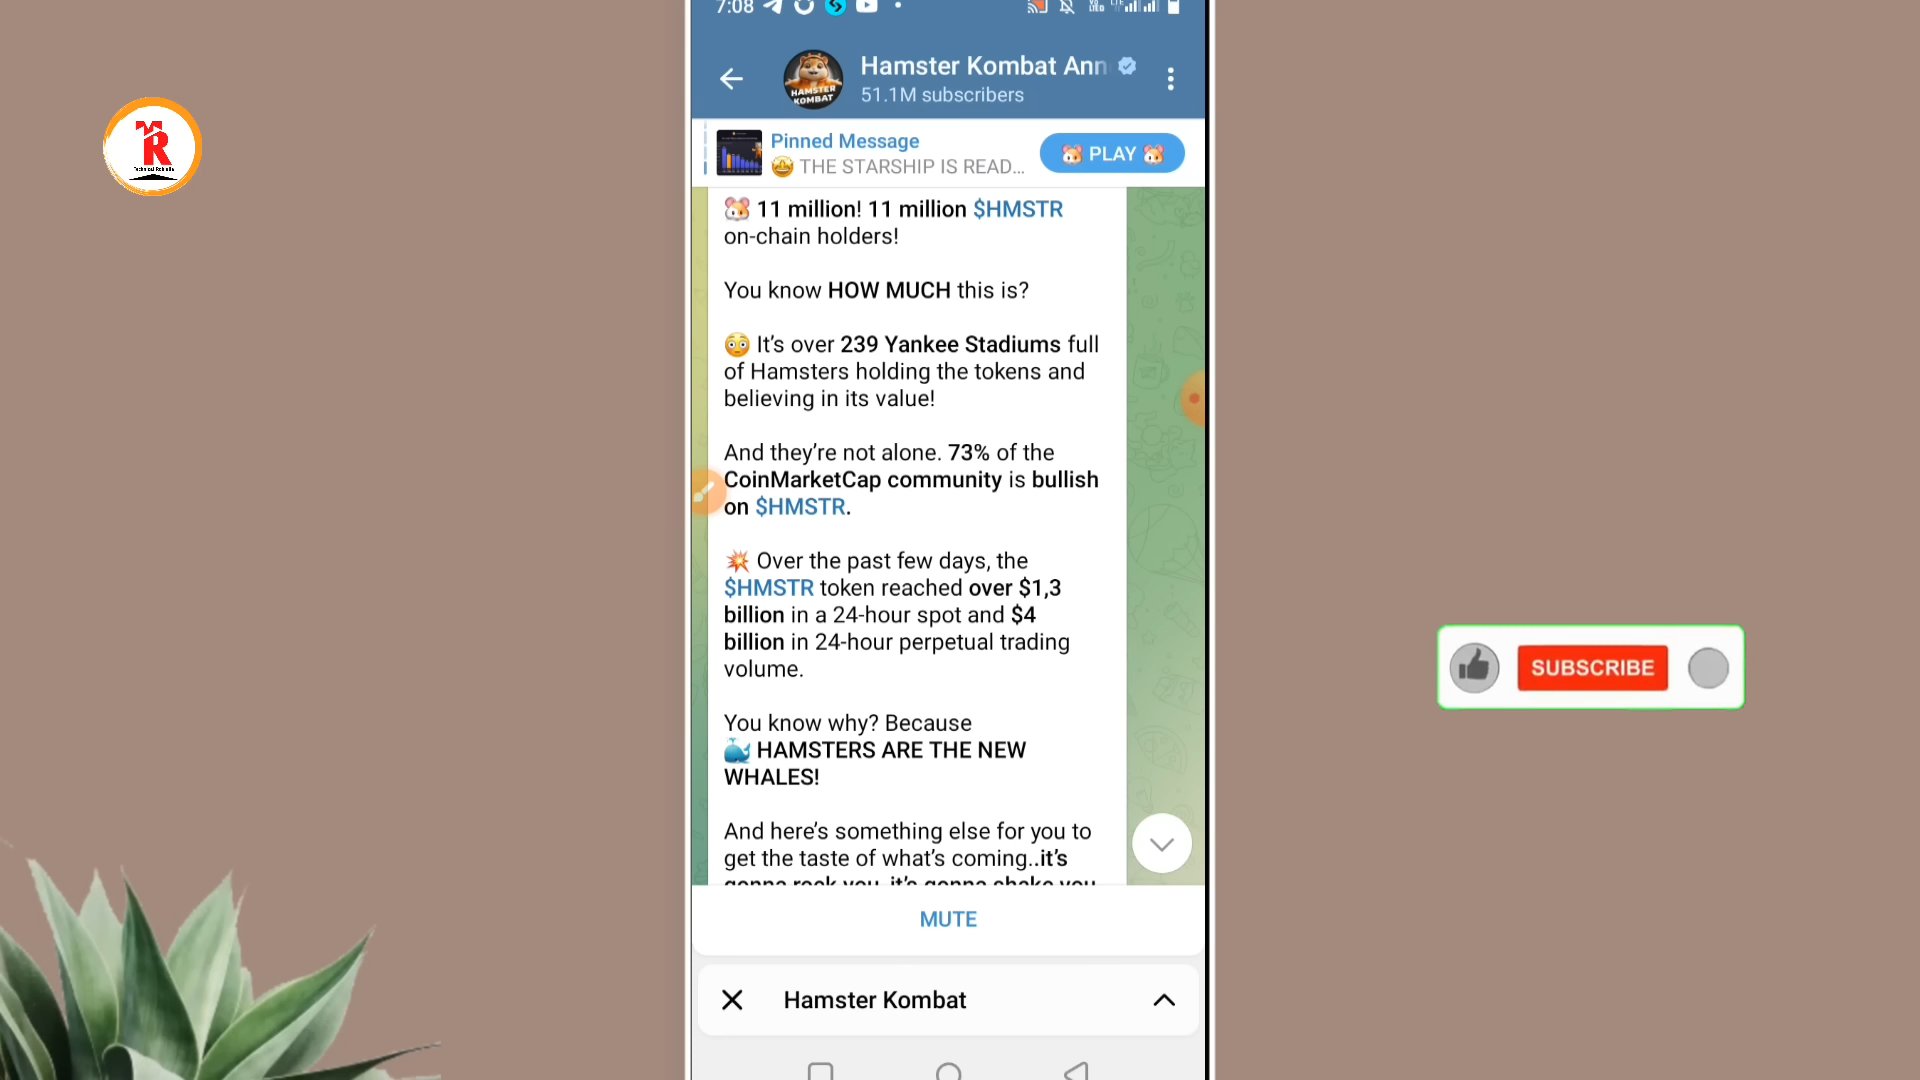 7:08
Hamster Kombat Ann
51.1M subscribers
HAMSTER
KOMBAT
Pinned Message
🤩 THE STARSHIP IS READ...
🐹 PLAY 🐹
🐹 11 million! 11 million $HMSTR
on-chain holders!
You know HOW MUCH this is?
😳 It's over 239 Yankee Stadiums full
of Hamsters holding the tokens and
believing in its value!
And they're not alone. 73% of the
CoinMarketCap community is bullish
on $HMSTR.
💥 Over the past few days, the
$HMSTR token reached over $1,3
billion in a 24-hour spot and $4
billion in 24-hour perpetual trading
volume.
You know why? Because
🐳 HAMSTERS ARE THE NEW
WHALES!
And here's something else for you to
get the taste of what's coming..it's
gonna rock you, it's gonna shake you
MUTE
Hamster Kombat
SUBSCRIBE